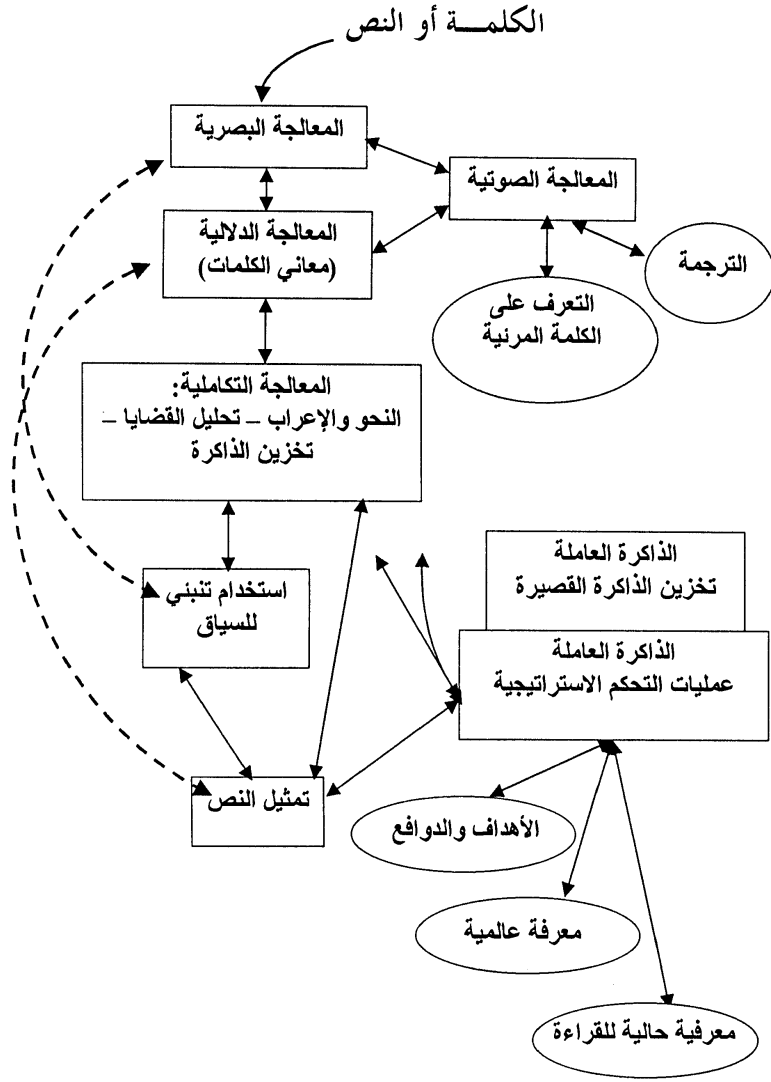 الكلمـــة أو النص
المعالجة البصرية
المعالجة الصوتية
المعالجة الدلالية
(معاني الكلمات)
الترجمة
التعرف على
الكلمة المرنية
المعالجة التكاملية:
النحو والإعراب – تحليل القضايا –
تخزين الذاكرة
الذاكرة العاملة
تخزين الذاكرة القصيرة
استخدام تنبني
للسياق
الذاكرة العاملة
عمليات التحكم الاستراتيجية
تمثيل النص
الأهداف والدوافع
معرفة عالمية
معرفية حالية للقراءة